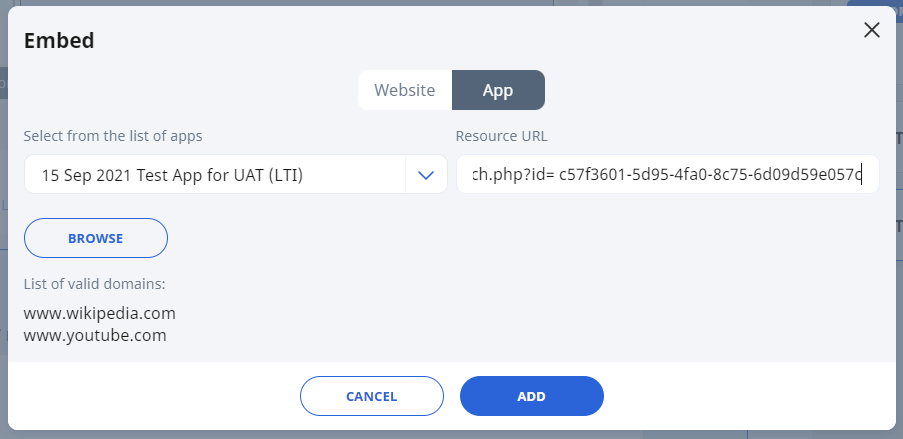 Embed
Website App
Select from the list of apps
Resource URL
15 Sep 2021 Test App for UAT (LTI)
ch.php?id= c57f3601-5d95-4fa0-8c75-6d09d59e057c
BROWSE
List of valid domains:
www.wikipedia.com
www.youtube.com
CANCEL ADD